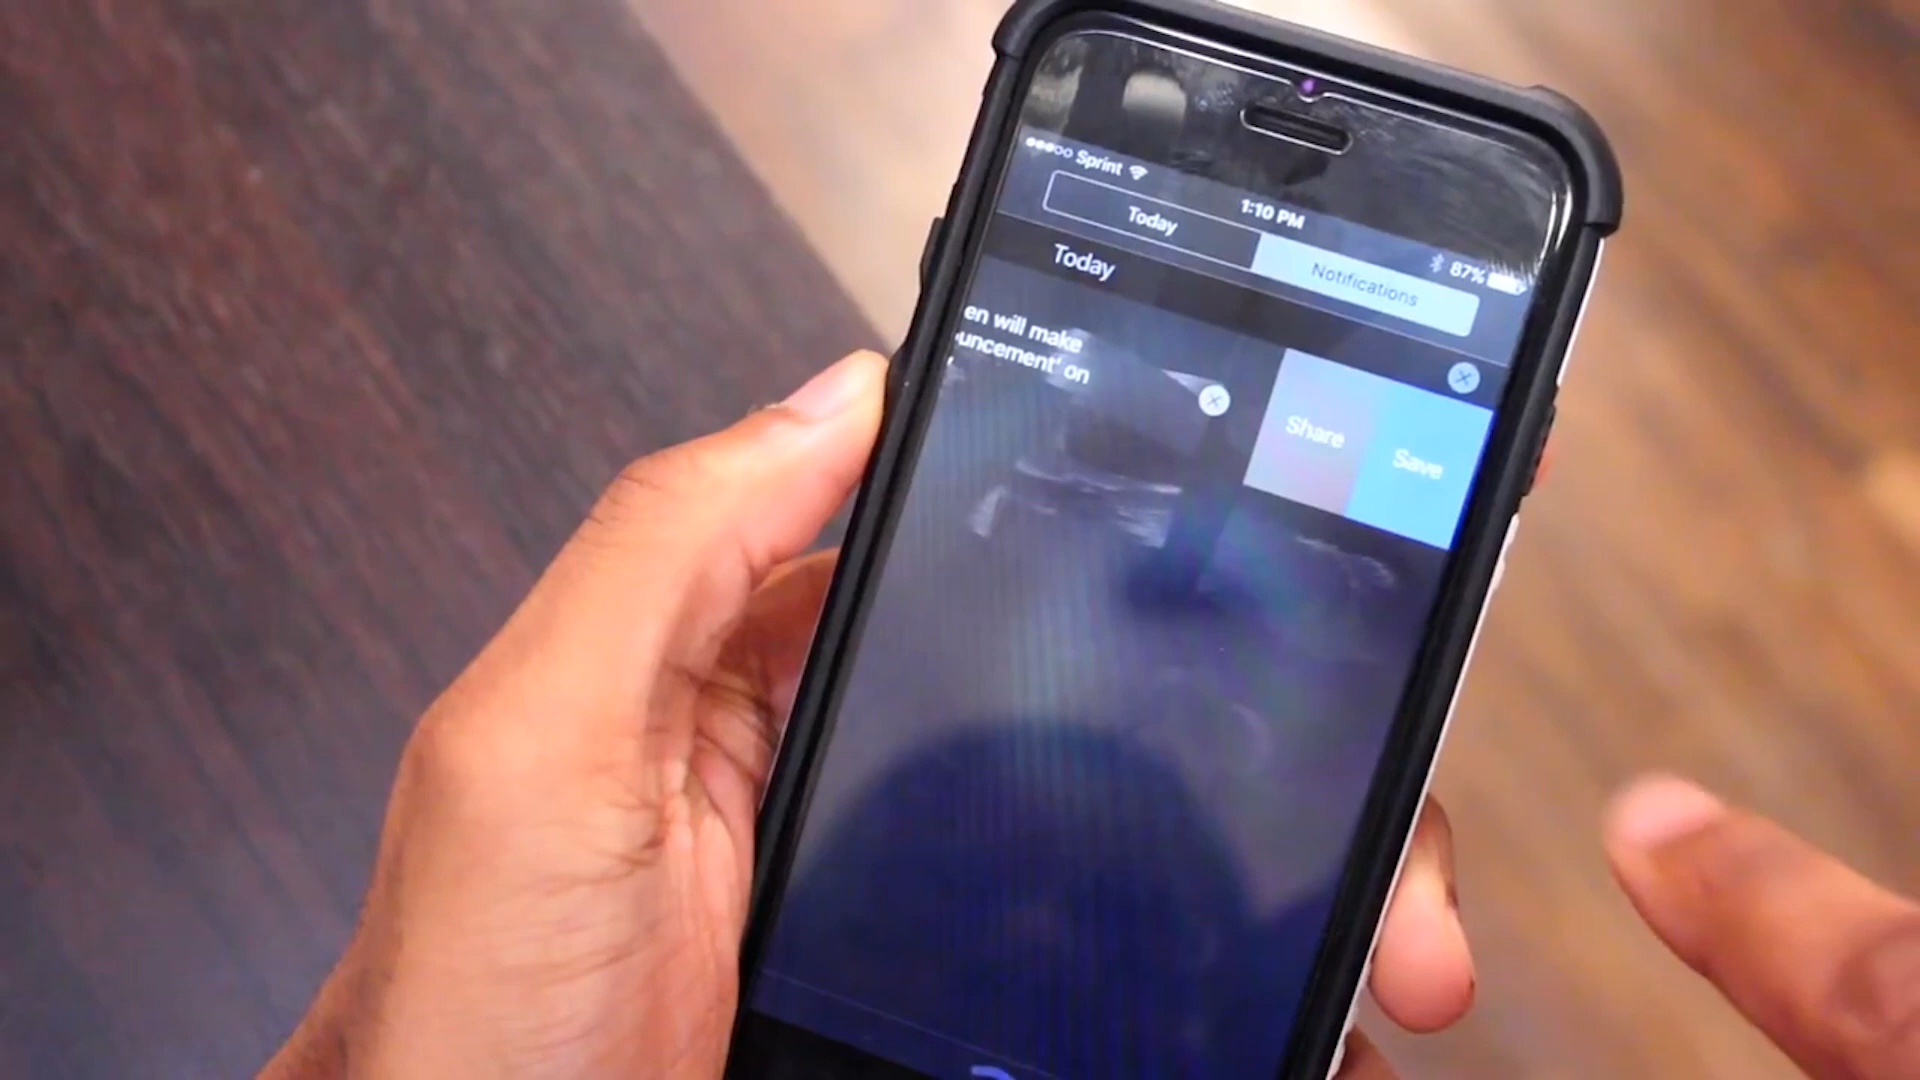 Sprint
1:10 PM
87%
Today
Notifications
Today
en will make
uncement' on
Share
Save